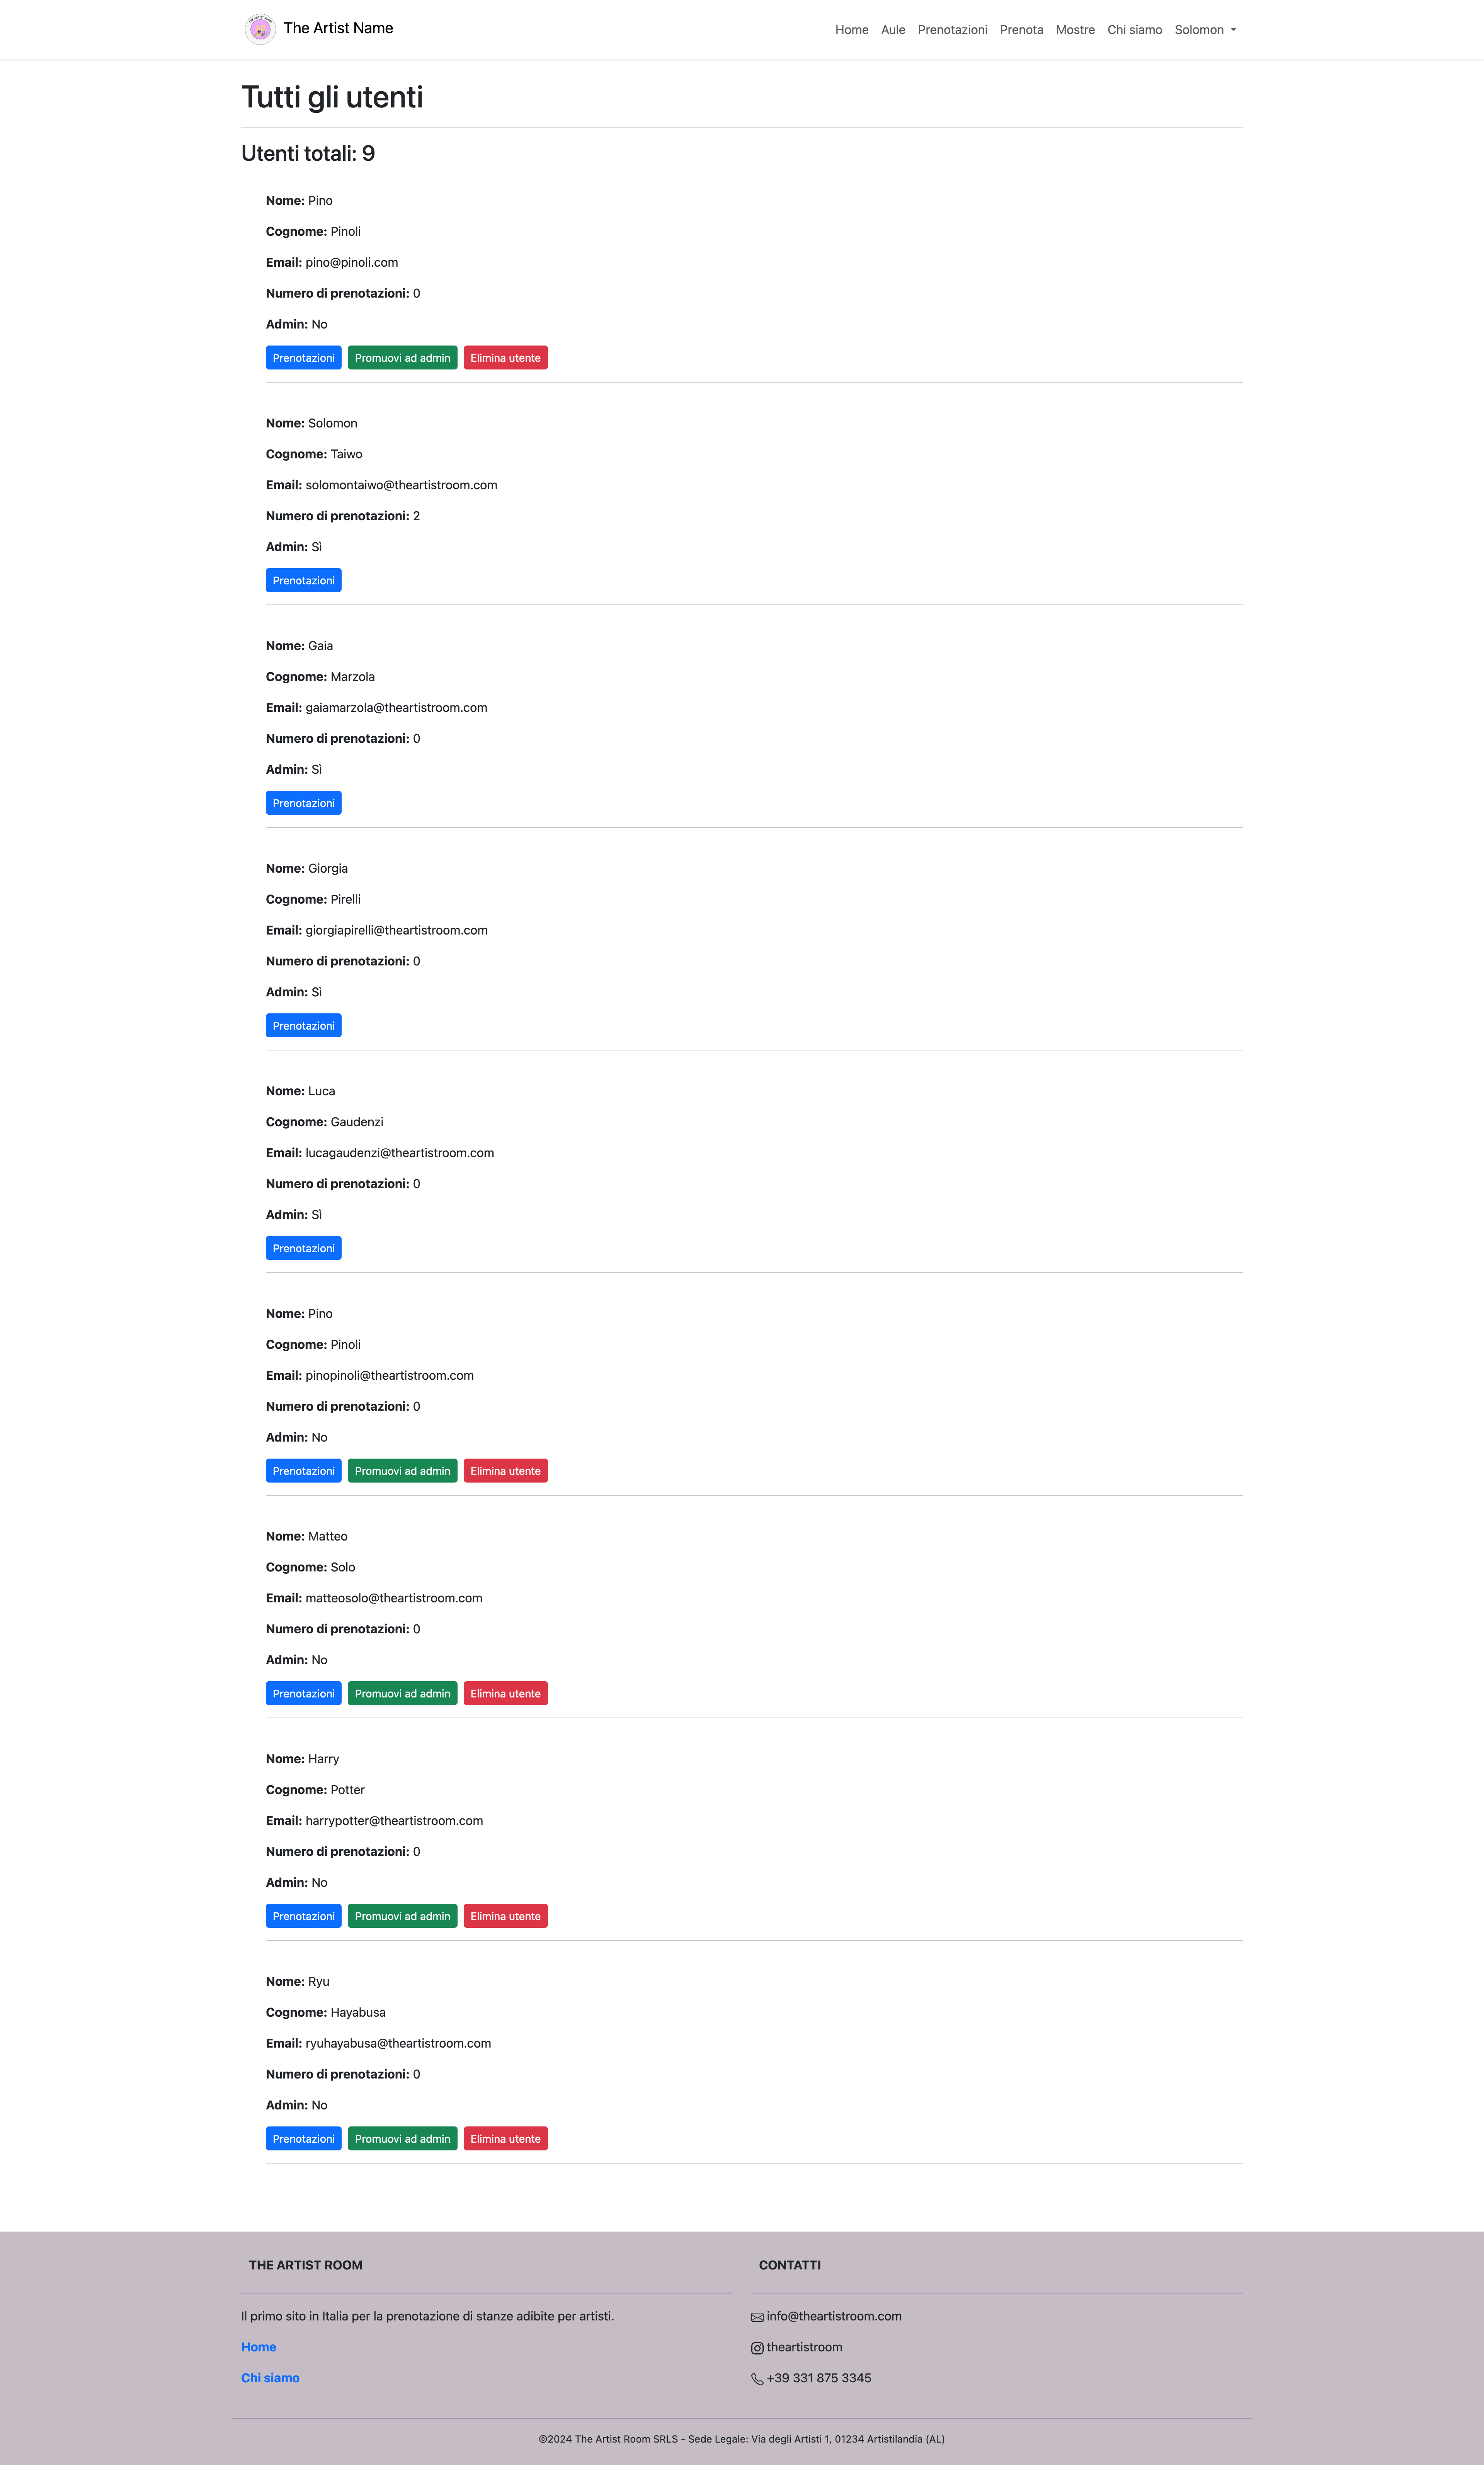 The Artist Name
Home Aule Prenotazioni Prenota Mostre Chi siamo Solomon
Tutti gli utenti
Utenti totali: 9
Nome: Pino
Cognome: Pinoli
Email: pino@pinoli.com
Numero di prenotazioni: 0
Admin: No
Prenotazioni Promuovi ad admin Elimina utente
Nome: Solomon
Cognome: Taiwo
Email: solomontaiwo@theartistroom.com
Numero di prenotazioni: 2
Admin: Sì
Prenotazioni
Nome: Gaia
Cognome: Marzola
Email: gaiamarzola@theartistroom.com
Numero di prenotazioni: 0
Admin: Sì
Prenotazioni
Nome: Giorgia
Cognome: Pirelli
Email: giorgiapirelli@theartistroom.com
Numero di prenotazioni: 0
Admin: Sì
Prenotazioni
Nome: Luca
Cognome: Gaudenzi
Email: lucagaudenzi@theartistroom.com
Numero di prenotazioni: 0
Admin: Sì
Prenotazioni
Nome: Pino
Cognome: Pinoli
Email: pinopinoli@theartistroom.com
Numero di prenotazioni: 0
Admin: No
Prenotazioni Promuovi ad admin Elimina utente
Nome: Matteo
Cognome: Solo
Email: matteosolo@theartistroom.com
Numero di prenotazioni: 0
Admin: No
Prenotazioni Promuovi ad admin Elimina utente
Nome: Harry
Cognome: Potter
Email: harrypotter@theartistroom.com
Numero di prenotazioni: 0
Admin: No
Prenotazioni Promuovi ad admin Elimina utente
Nome: Ryu
Cognome: Hayabusa
Email: ryuhayabusa@theartistroom.com
Numero di prenotazioni: 0
Admin: No
Prenotazioni Promuovi ad admin Elimina utente
THE ARTIST ROOM
Il primo sito in Italia per la prenotazione di stanze adibite per artisti.
Home
Chi siamo
CONTATTI
info@theartistroom.com
theartistroom
+39 331 875 3345
©2024 The Artist Room SRLS - Sede Legale: Via degli Artisti 1, 01234 Artistilandia (AL)